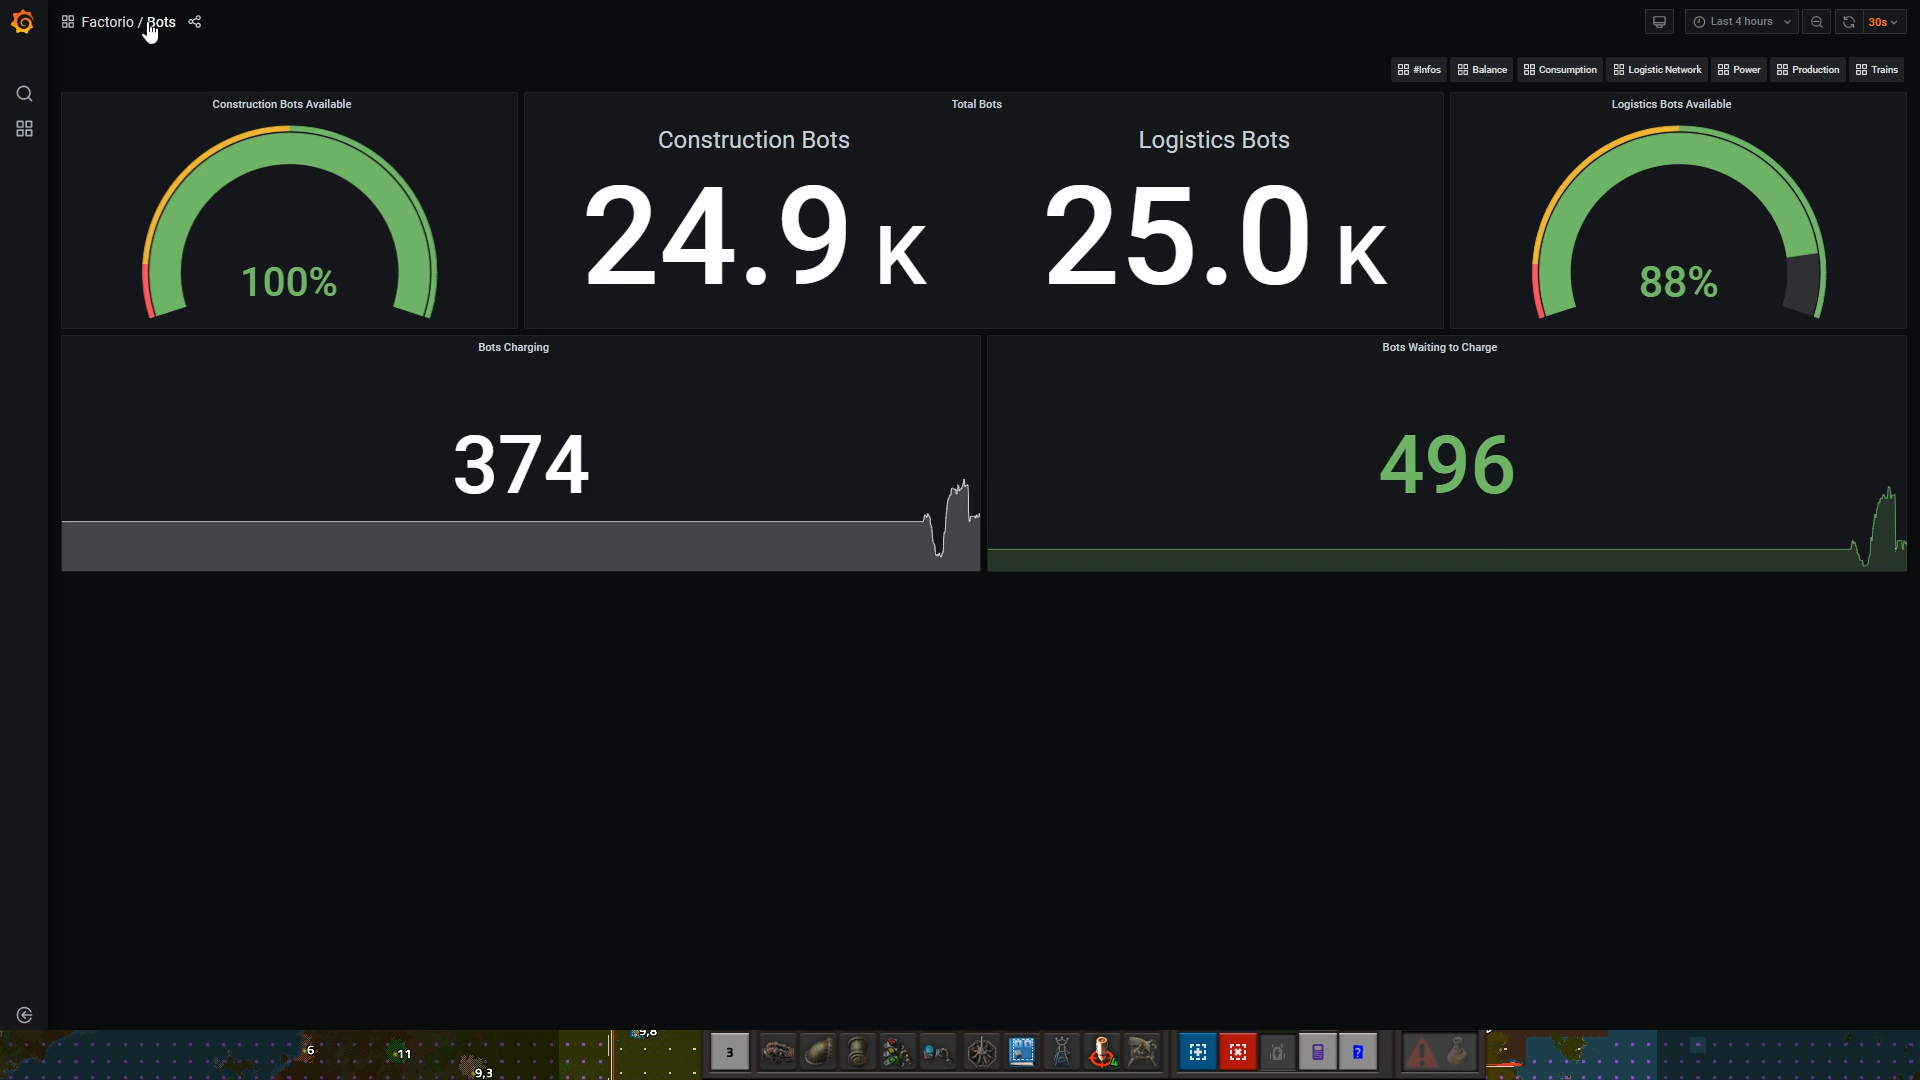 Factorio / Bots
Last 4 hours
30s
#Infos
Balance
Consumption
Logistic Network
Power
Production
Trains
Construction Bots Available
100%
Total Bots
Construction Bots
24.9 K
Logistics Bots
25.0 K
Logistics Bots Available
88%
Bots Charging
374
Bots Waiting to Charge
496
6
11
9,3
9,8
3
4
?